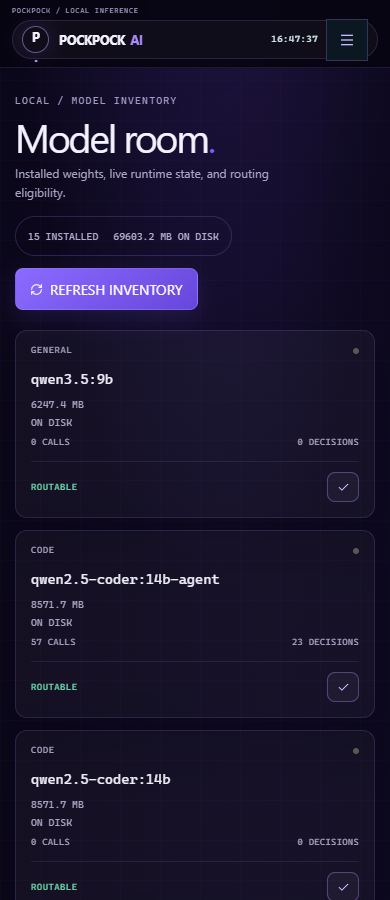 POCKPOCK / LOCAL INFERENCE
P POCKPOCK AI 16:47:37
LOCAL / MODEL INVENTORY
Model room.
Installed weights, live runtime state, and routing
eligibility.
15 INSTALLED 69603.2 MB ON DISK
REFRESH INVENTORY
GENERAL
qwen3.5:9b
6247.4 MB
ON DISK
0 CALLS 0 DECISIONS
ROUTABLE
CODE
qwen2.5-coder:14b-agent
8571.7 MB
ON DISK
57 CALLS 23 DECISIONS
ROUTABLE
CODE
qwen2.5-coder:14b
8571.7 MB
ON DISK
0 CALLS 0 DECISIONS
ROUTABLE